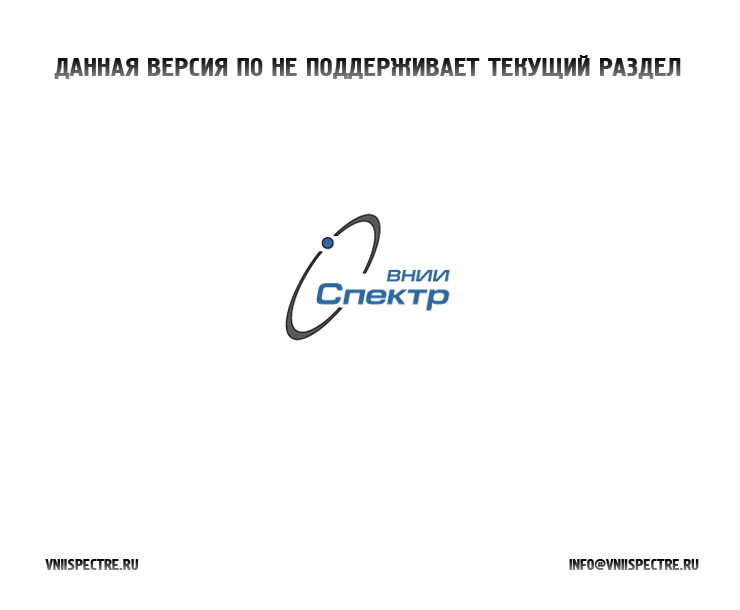 ДАННАЯ ВЕРСИЯ ПО НЕ ПОДДЕРЖИВАЕТ ТЕКУЩИЙ РАЗДЕЛ
ВНИИ
Спектр
VNIISPECTRE.RU
INFO@VNIISPECTRE.RU